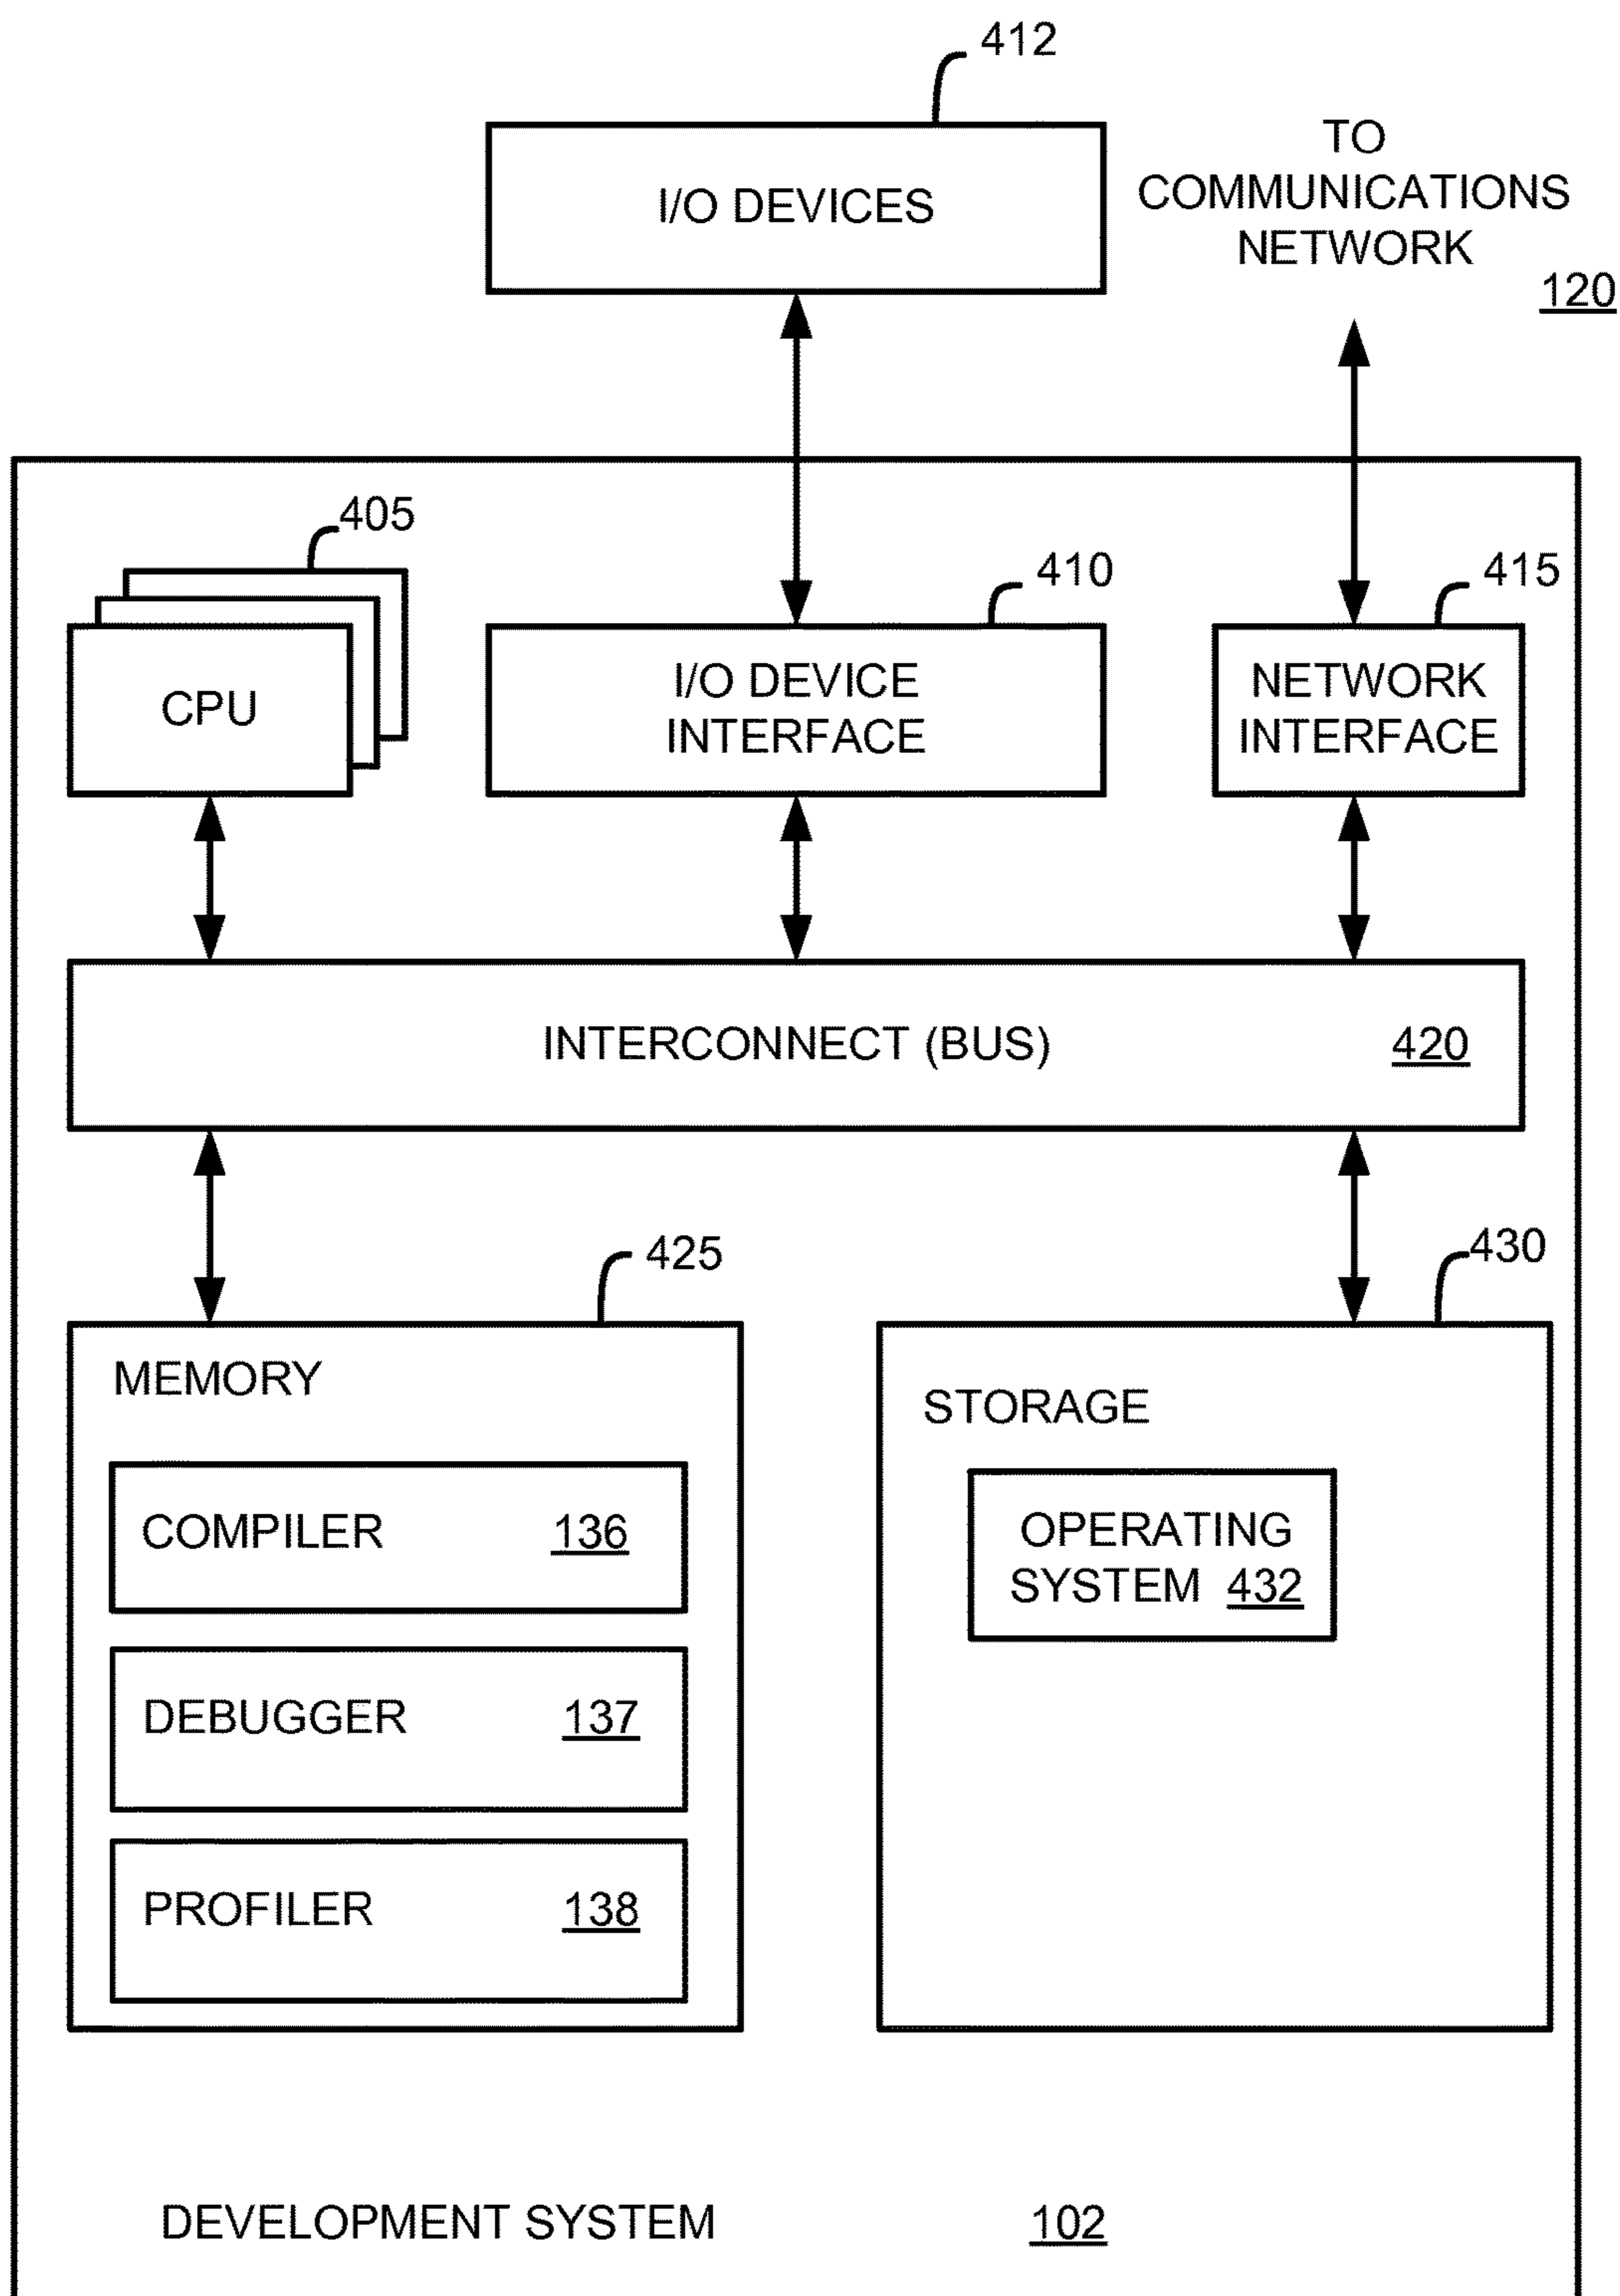 412
I/O DEVICES
TO
COMMUNICATIONS
NETWORK
120
405
410
415
CPU
I/O DEVICE
INTERFACE
NETWORK
INTERFACE
INTERCONNECT (BUS) 420
425
430
MEMORY
COMPILER 136
DEBUGGER 137
PROFILER 138
STORAGE
OPERATING
SYSTEM 432
DEVELOPMENT SYSTEM 102